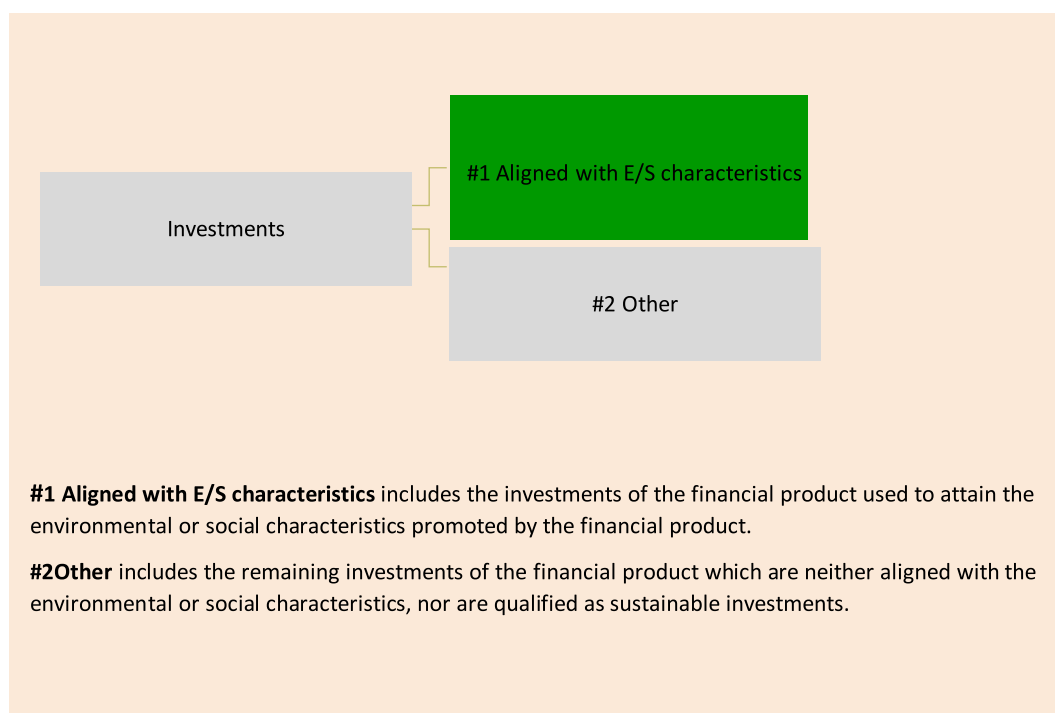 #1 Aligned with E/S characteristics
Investments
#2 Other
#1 Aligned with E/S characteristics includes the investments of the financial product used to attain the
environmental or social characteristics promoted by the financial product.
#2Other includes the remaining investments of the financial product which are neither aligned with the
environmental or social characteristics, nor are qualified as sustainable investments.